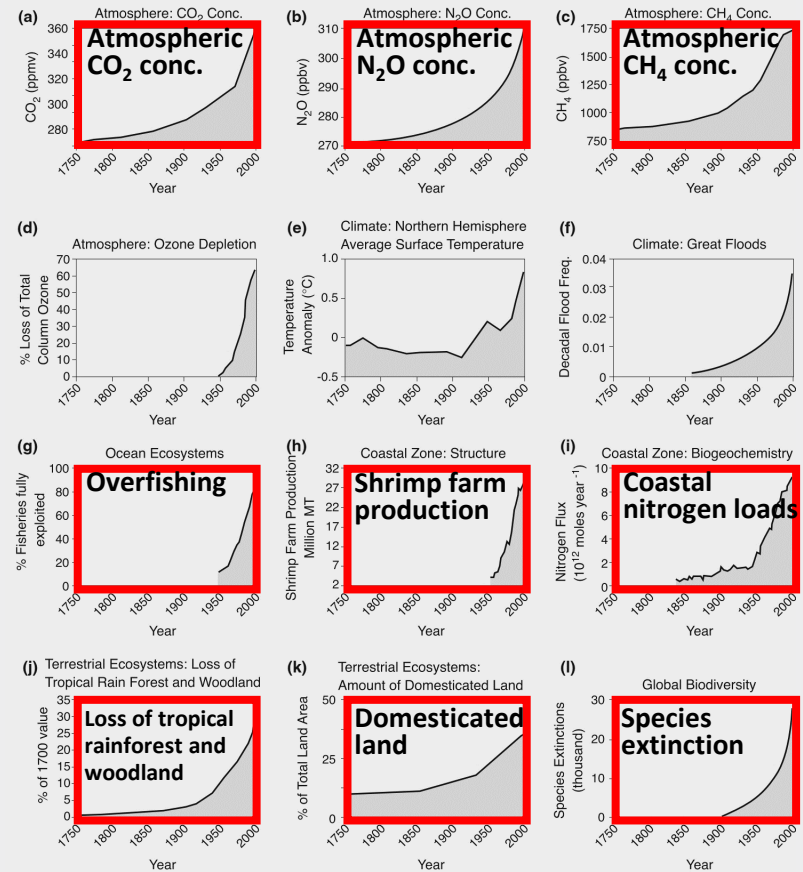 (a)
Atmosphere: CO2 Conc.
360
340
320
300
280
CO2 (ppmv)
Atmospheric
CO2 conc.
1750
1800
1850
1900
1950
2000
Year
(b)
Atmosphere: N2O Conc.
310
300
290
280
270
N2O (ppbv)
Atmospheric
N2O conc.
1750
1800
1850
1900
1950
2000
Year
(c)
Atmosphere: CH4 Conc.
1750
1500
1250
1000
750
CH4 (ppbv)
Atmospheric
CH4 conc.
1750
1800
1850
1900
1950
2000
Year
(d)
Atmosphere: Ozone Depletion
70
60
50
40
30
20
10
0
% Loss of Total
Column Ozone
1750
1800
1850
1900
1950
2000
Year
(e)
Climate: Northern Hemisphere
Average Surface Temperature
1.0
0.5
0
-0.5
Temperature
Anomaly (°C)
1750
1800
1850
1900
1950
2000
Year
(f)
Climate: Great Floods
0.04
0.03
0.02
0.01
0
Decadal Flood Freq.
1750
1800
1850
1900
1950
2000
Year
(g)
Ocean Ecosystems
100
80
60
40
20
0
% Fisheries fully
exploited
Overfishing
1750
1800
1850
1900
1950
2000
Year
(h)
Coastal Zone: Structure
32
27
22
17
12
7
2
Shrimp Farm Production
Million MT
Shrimp farm
production
1750
1800
1850
1900
1950
2000
Year
(i)
Coastal Zone: Biogeochemistry
10
8
6
4
2
0
Nitrogen Flux
(10¹² moles year⁻¹)
Coastal
nitrogen loads
1750
1800
1850
1900
1950
2000
Year
(j)
Terrestrial Ecosystems: Loss of
Tropical Rain Forest and Woodland
35
30
25
20
15
10
5
0
% of 1700 value
Loss of tropical
rainforest and
woodland
1750
1800
1850
1900
1950
2000
Year
(k)
Terrestrial Ecosystems:
Amount of Domesticated Land
50
25
0
% of Total Land Area
Domesticated
land
1750
1800
1850
1900
1950
2000
Year
(l)
Global Biodiversity
30
20
10
0
Species Extinctions
(thousand)
Species
extinction
1750
1800
1850
1900
1950
2000
Year